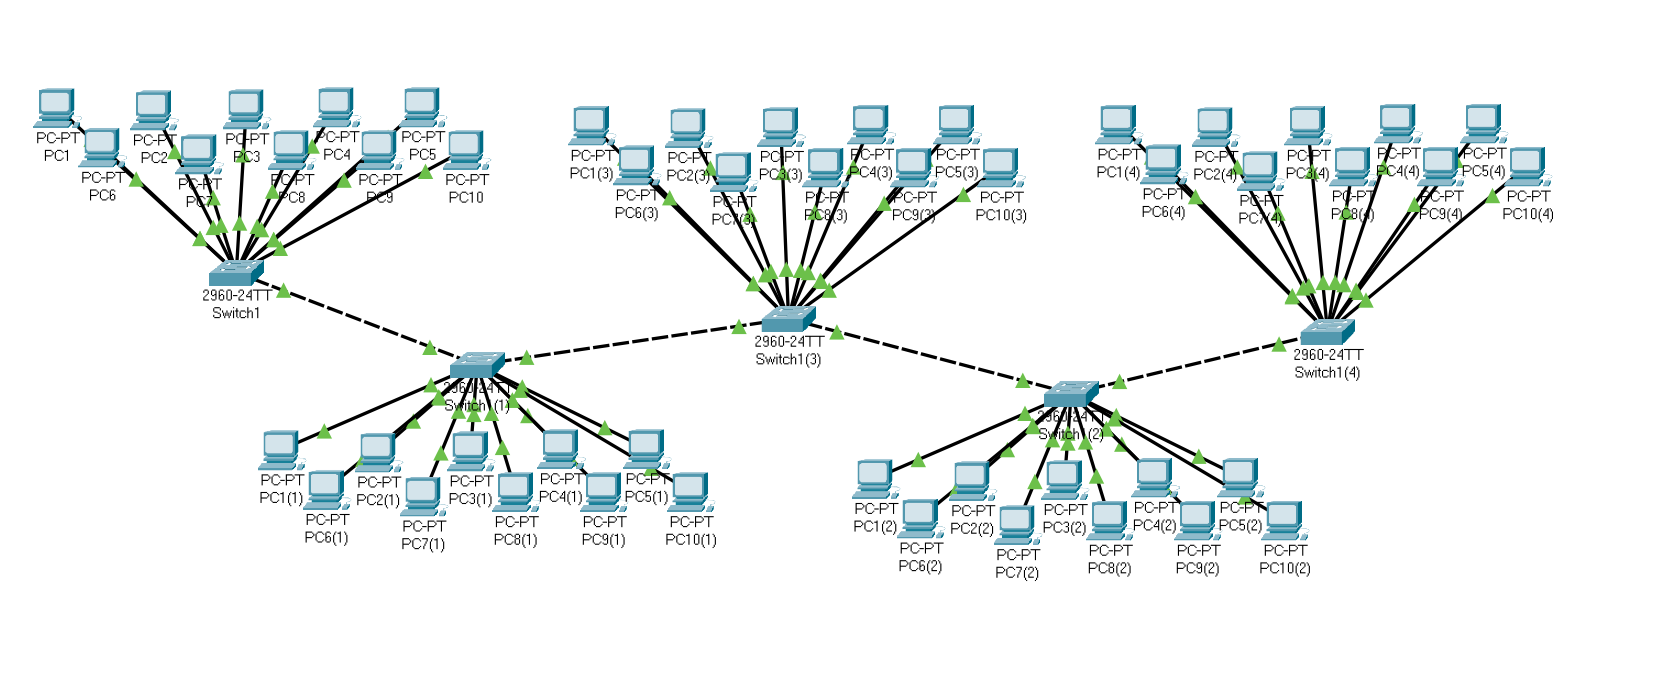 PC-PT
PC1
PC-PT
PC2
PC-PT
PC3
PC-PT
PC4
PC-PT
PC5
PC-PT
PC6
PC-PT
PC7
PC-PT
PC8
PC-PT
PC9
PC-PT
PC10
2960-24TT
Switch1
PC-PT
PC1(3)
PC-PT
PC2(3)
PC-PT
PC3(3)
PC-PT
PC4(3)
PC-PT
PC5(3)
PC-PT
PC6(3)
PC-PT
PC7(3)
PC-PT
PC8(3)
PC-PT
PC9(3)
PC-PT
PC10(3)
2960-24TT
Switch1(3)
PC-PT
PC1(4)
PC-PT
PC2(4)
PC-PT
PC3(4)
PC-PT
PC4(4)
PC-PT
PC5(4)
PC-PT
PC6(4)
PC-PT
PC7(4)
PC-PT
PC8(4)
PC-PT
PC9(4)
PC-PT
PC10(4)
2960-24TT
Switch1(4)
2960-24TT
Switch1(1)
PC-PT
PC1(1)
PC-PT
PC2(1)
PC-PT
PC3(1)
PC-PT
PC4(1)
PC-PT
PC5(1)
PC-PT
PC6(1)
PC-PT
PC7(1)
PC-PT
PC8(1)
PC-PT
PC9(1)
PC-PT
PC10(1)
2960-24TT
Switch1(2)
PC-PT
PC1(2)
PC-PT
PC2(2)
PC-PT
PC3(2)
PC-PT
PC4(2)
PC-PT
PC5(2)
PC-PT
PC6(2)
PC-PT
PC7(2)
PC-PT
PC8(2)
PC-PT
PC9(2)
PC-PT
PC10(2)